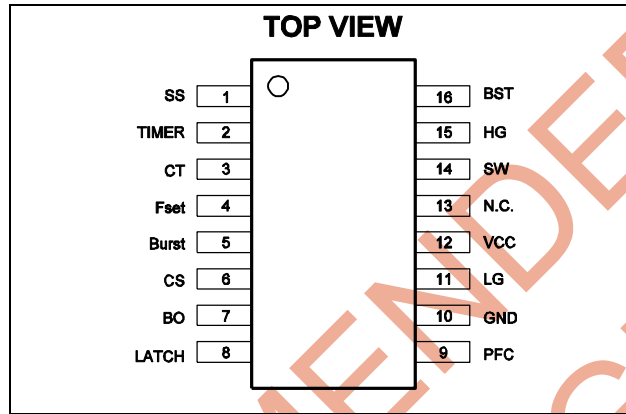 TOP VIEW
SS 1 16 BST
TIMER 2 15 HG
CT 3 14 SW
Fset 4 13 N.C.
Burst 5 12 VCC
CS 6 11 LG
BO 7 10 GND
LATCH 8 9 PFC